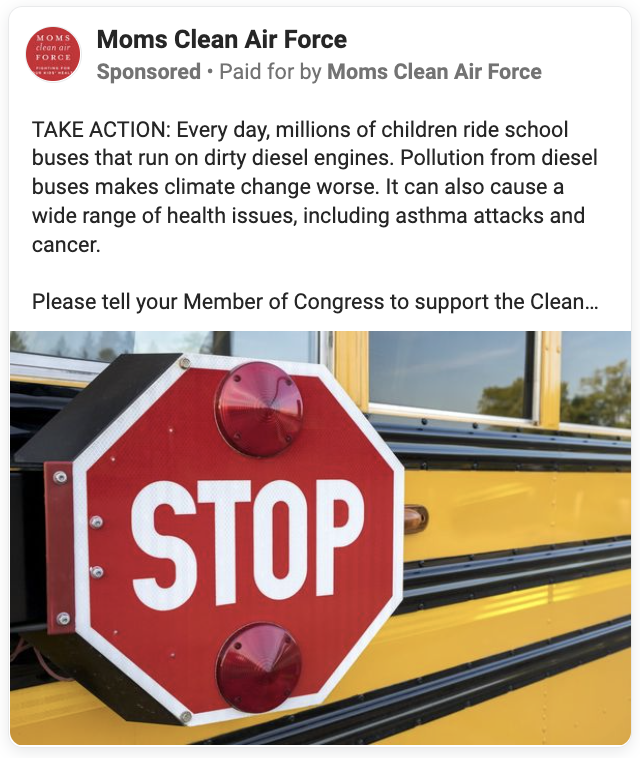 MOMS
clean air
FORCE
FIGHTING FOR
OUR KIDS' HEALTH
Moms Clean Air Force
Sponsored • Paid for by Moms Clean Air Force
TAKE ACTION: Every day, millions of children ride school
buses that run on dirty diesel engines. Pollution from diesel
buses makes climate change worse. It can also cause a
wide range of health issues, including asthma attacks and
cancer.
Please tell your Member of Congress to support the Clean...
STOP